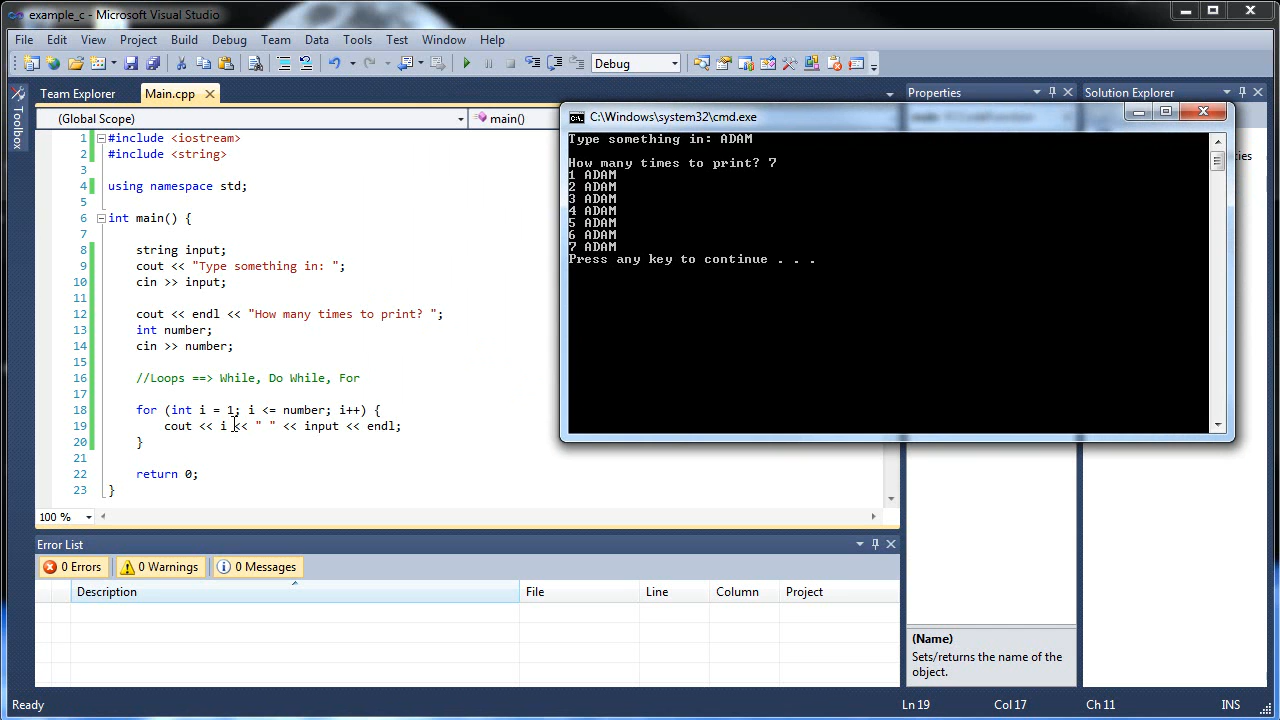 example_c - Microsoft Visual Studio
File Edit View Project Build Debug Team Data Tools Test Window Help
Debug
Toolbox
Team Explorer Main.cpp
(Global Scope) main()
1 #include <iostream>
2 #include <string>
3
4 using namespace std;
5
6 int main() {
7
8 string input;
9 cout << "Type something in: ";
10 cin >> input;
11
12 cout << endl << "How many times to print? ";
13 int number;
14 cin >> number;
15
16 //Loops ==> While, Do While, For
17
18 for (int i = 1; i <= number; i++) {
19 cout << i << " " << input << endl;
20 }
21
22 return 0;
23 }
100 %
C:\Windows\system32\cmd.exe
Type something in: ADAM
How many times to print? 7
1 ADAM
2 ADAM
3 ADAM
4 ADAM
5 ADAM
6 ADAM
7 ADAM
Press any key to continue . . .
Properties
(Name)
Sets/returns the name of the
object.
Solution Explorer
Error List
0 Errors 0 Warnings 0 Messages
Description File Line Column Project
Ready Ln 19 Col 17 Ch 11 INS